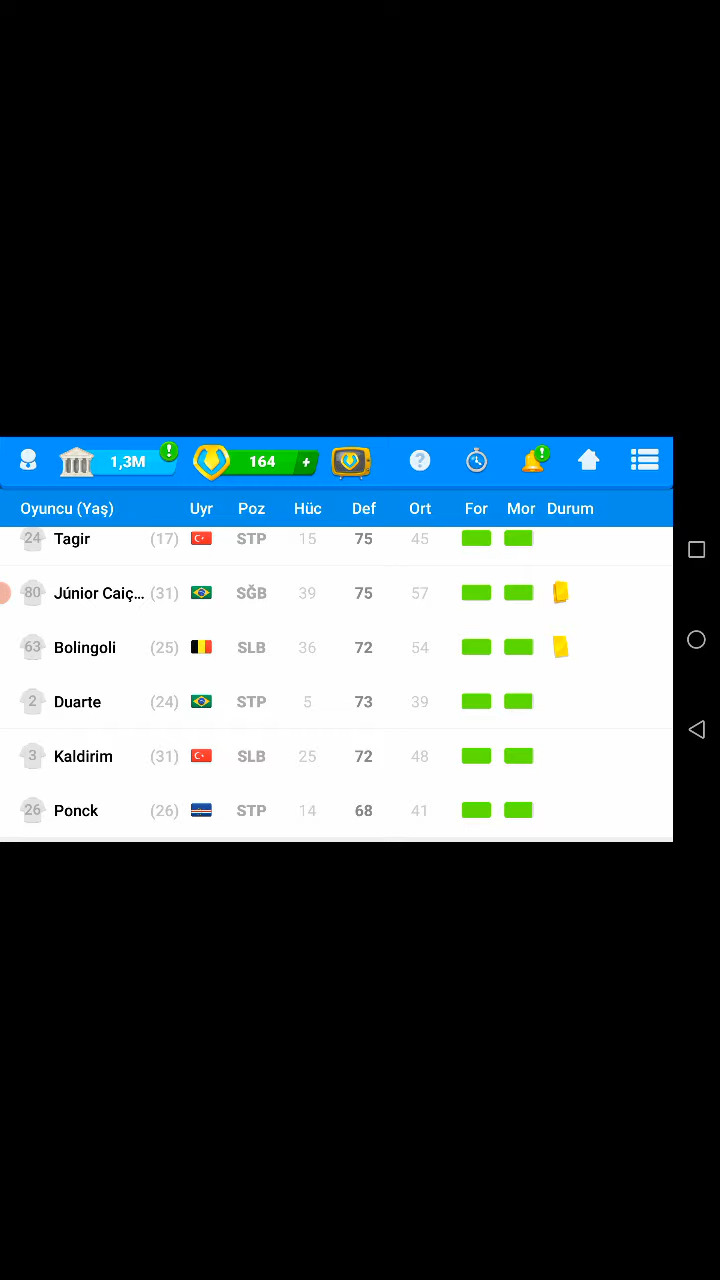 1,3M ! 164 + ? !
Oyuncu (Yaş) Uyr Poz Hüc Def Ort For Mor Durum
24 Tagir (17) STP 15 75 45
80 Júnior Caiç... (31) SĞB 39 75 57
63 Bolingoli (25) SLB 36 72 54
2 Duarte (24) STP 5 73 39
3 Kaldirim (31) SLB 25 72 48
26 Ponck (26) STP 14 68 41